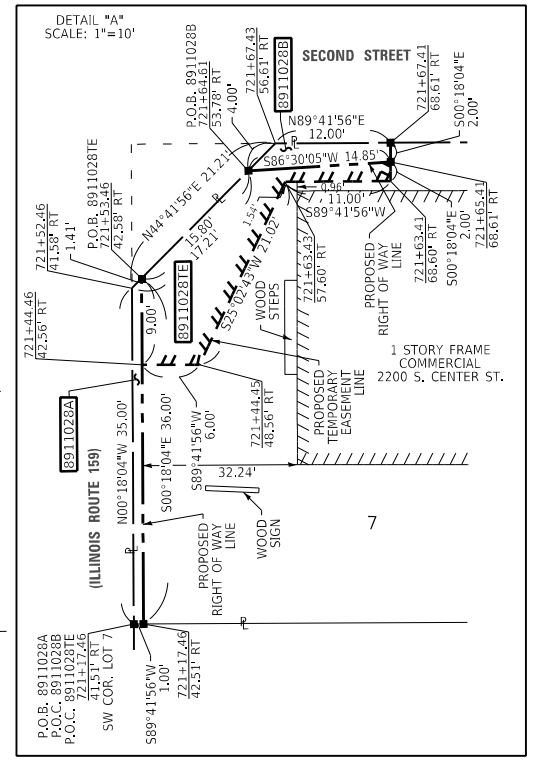 DETAIL "A"
SCALE: 1"=10'
SECOND STREET
721+67.43
56.61' RT
8911028B
721+67.41
68.61' RT
S00°18'04"E
2.00'
P.O.B. 8911028B
721+64.61
53.78' RT
4.00'
N89°41'56"E
12.00'
S86°30'05"W 14.85'
0.96'
11.00'
S89°41'56"W
721+65.41
68.61' RT
S00°18'04"E
2.00'
721+63.41
68.60' RT
PROPOSED
RIGHT OF WAY
LINE
721+63.43
57.60' RT
N44°41'56"E 21.21'
15.80'
17.21'
1.54'
S25°02'43"W 21.02'
P.O.B. 8911028TE
721+53.46
42.58' RT
1.41'
721+52.46
41.58' RT
721+44.46
42.56' RT
9.00'
8911028TE
WOOD
STEPS
1 STORY FRAME
COMMERCIAL
2200 S. CENTER ST.
PROPOSED
TEMPORARY
EASEMENT LINE
721+44.45
48.56' RT
S89°41'56"W
6.00'
8911028A
(ILLINOIS ROUTE 159)
N00°18'04"W 35.00'
S00°18'04"E 36.00'
32.24'
WOOD
SIGN
7
PROPOSED
RIGHT OF WAY
LINE
P.O.B. 8911028A
P.O.C. 8911028B
P.O.C. 8911028TE
721+17.46
41.51' RT
SW COR. LOT 7
S89°41'56"W
1.00'
721+17.46
42.51' RT